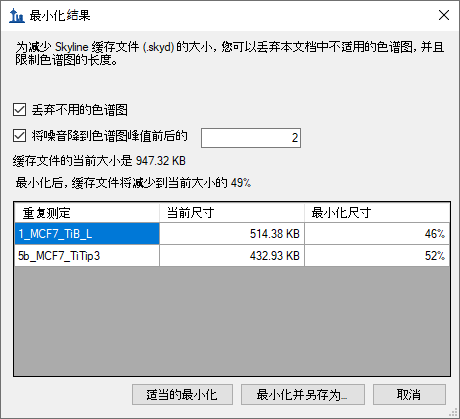 最小化结果
为减少 Skyline 缓存文件 (.skyd) 的大小，您可以丢弃本文档中不适用的色谱图，并且
限制色谱图的长度。
丢弃不用的色谱图
将噪音降到色谱图峰值前后的 2
缓存文件的当前大小是 947.32 KB
最小化后，缓存文件将减少到当前大小的 49%
重复测定 当前尺寸 最小化尺寸
1_MCF7_TiB_L 514.38 KB 46%
5b_MCF7_TiTip3 432.93 KB 52%
适当的最小化 最小化并另存为... 取消